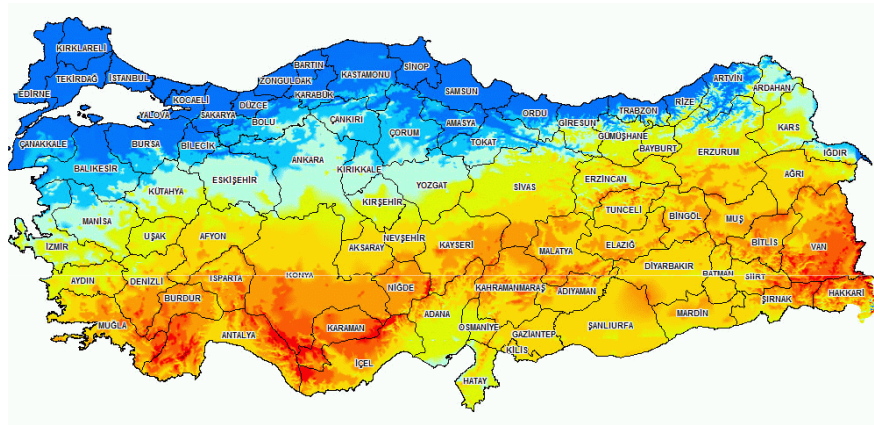 KIRKLARELİ
EDİRNE
TEKİRDAĞ
İSTANBUL
KOCAELİ
YALOVA
SAKARYA
DÜZCE
ZONGULDAK
BARTIN
KARABÜK
KASTAMONU
SİNOP
SAMSUN
BOLU
ÇANKIRI
ÇORUM
AMASYA
TOKAT
ORDU
GİRESUN
TRABZON
RİZE
ARTVİN
ARDAHAN
GÜMÜŞHANE
BAYBURT
ERZURUM
KARS
IĞDIR
AĞRI
ÇANAKKALE
BALIKESİR
BURSA
BİLECİK
KÜTAHYA
ESKİŞEHİR
ANKARA
KIRIKKALE
YOZGAT
KIRŞEHİR
SİVAS
ERZİNCAN
TUNCELİ
BİNGÖL
MUŞ
BİTLİS
VAN
MANİSA
İZMİR
UŞAK
AFYON
AKSARAY
NEVŞEHİR
KAYSERİ
MALATYA
ELAZIĞ
DİYARBAKIR
BATMAN
SİİRT
ŞIRNAK
HAKKARİ
AYDIN
DENİZLİ
ISPARTA
BURDUR
KONYA
NİĞDE
KAHRAMANMARAŞ
ADIYAMAN
MARDİN
ŞANLIURFA
MUĞLA
ANTALYA
KARAMAN
İÇEL
ADANA
OSMANİYE
GAZİANTEP
KİLİS
HATAY